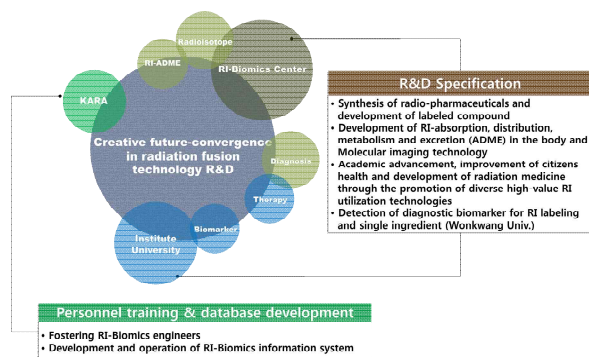 Radioisotope
RI-ADME
RI-Biomics Center
KARA
Creative future-convergence
in radiation fusion
technology R&D
Diagnosis
Therapy
Biomarker
Institute
University
R&D Specification
• Synthesis of radio-pharmaceuticals and
development of labeled compound
• Development of RI-absorption, distribution,
metabolism and excretion (ADME) in the body and
Molecular imaging technology
• Academic advancement, improvement of citizens
health and development of radiation medicine
through the promotion of diverse high-value RI
utilization technologies
• Detection of diagnostic biomarker for RI labeling
and single ingredient (Wonkwang Univ.)
Personnel training & database development
• Fostering RI-Biomics engineers
• Development and operation of RI-Biomics information system